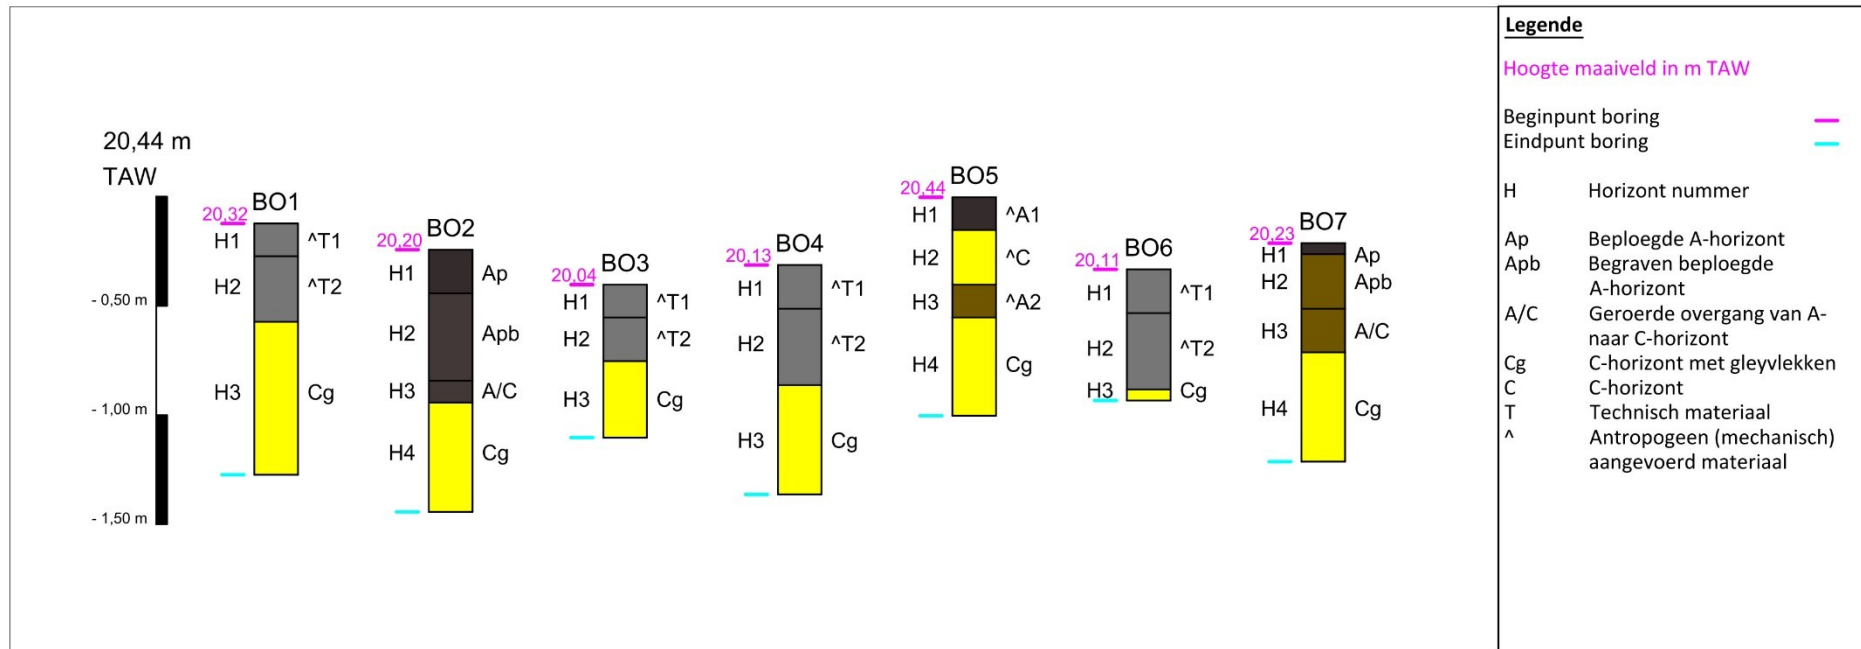 20,44 m
TAW
- 0,50 m
- 1,00 m
- 1,50 m
BO1
20,32
H1 ^T1
H2 ^T2
H3 Cg
BO2
20,20
H1 Ap
H2 Apb
H3 A/C
H4 Cg
BO3
20,04
H1 ^T1
H2 ^T2
H3 Cg
BO4
20,13
H1 ^T1
H2 ^T2
H3 Cg
BO5
20,44
H1 ^A1
H2 ^C
H3 ^A2
H4 Cg
BO6
20,11
H1 ^T1
H2 ^T2
H3 Cg
BO7
20,23
H1 Ap
H2 Apb
H3 A/C
H4 Cg
Legende
Hoogte maaiveld in m TAW
Beginpunt boring
Eindpunt boring
H Horizont nummer
Ap Beploegde A-horizont
Apb Begraven beploegde
A-horizont
A/C Geroerde overgang van A-
naar C-horizont
Cg C-horizont met gleyvlekken
C C-horizont
T Technisch materiaal
^ Antropogeen (mechanisch)
aangevoerd materiaal